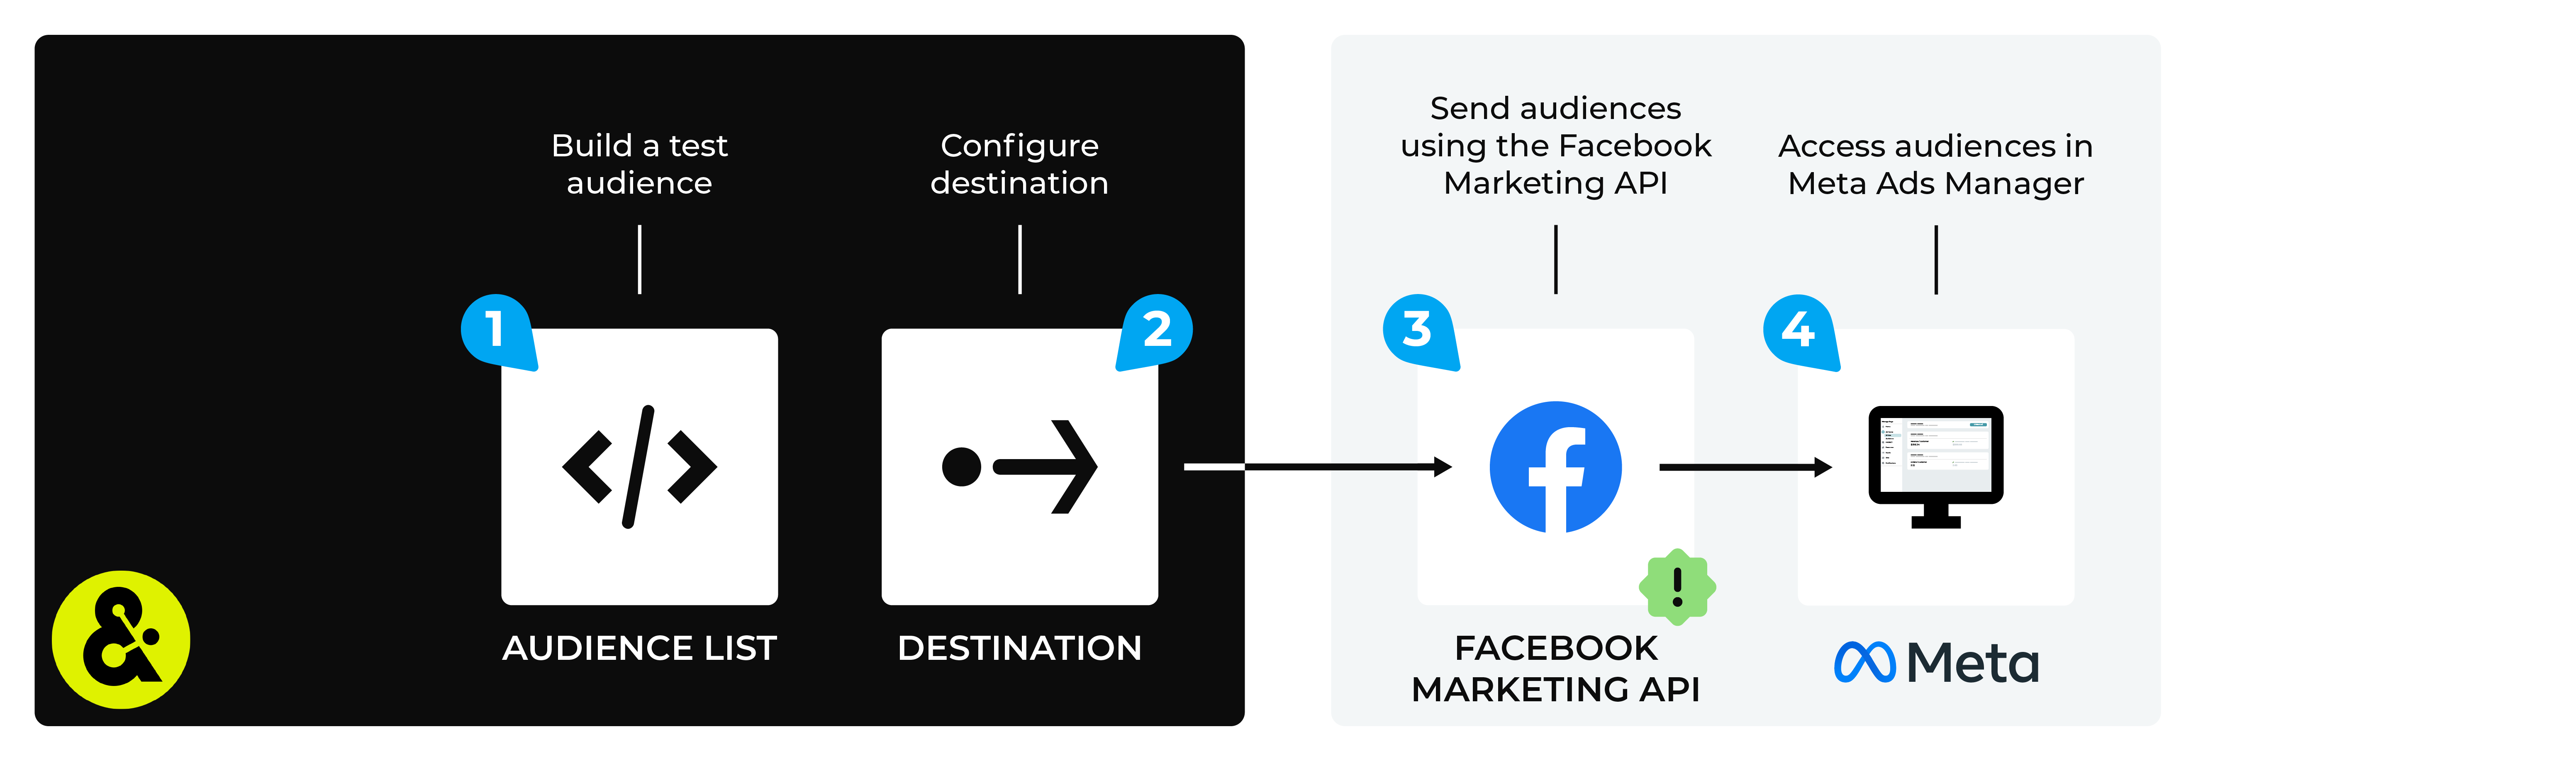 Build a test
audience
1
AUDIENCE LIST
Configure
destination
2
DESTINATION
Send audiences
using the Facebook
Marketing API
3
!
FACEBOOK
MARKETING API
Access audiences in
Meta Ads Manager
4
Meta
&